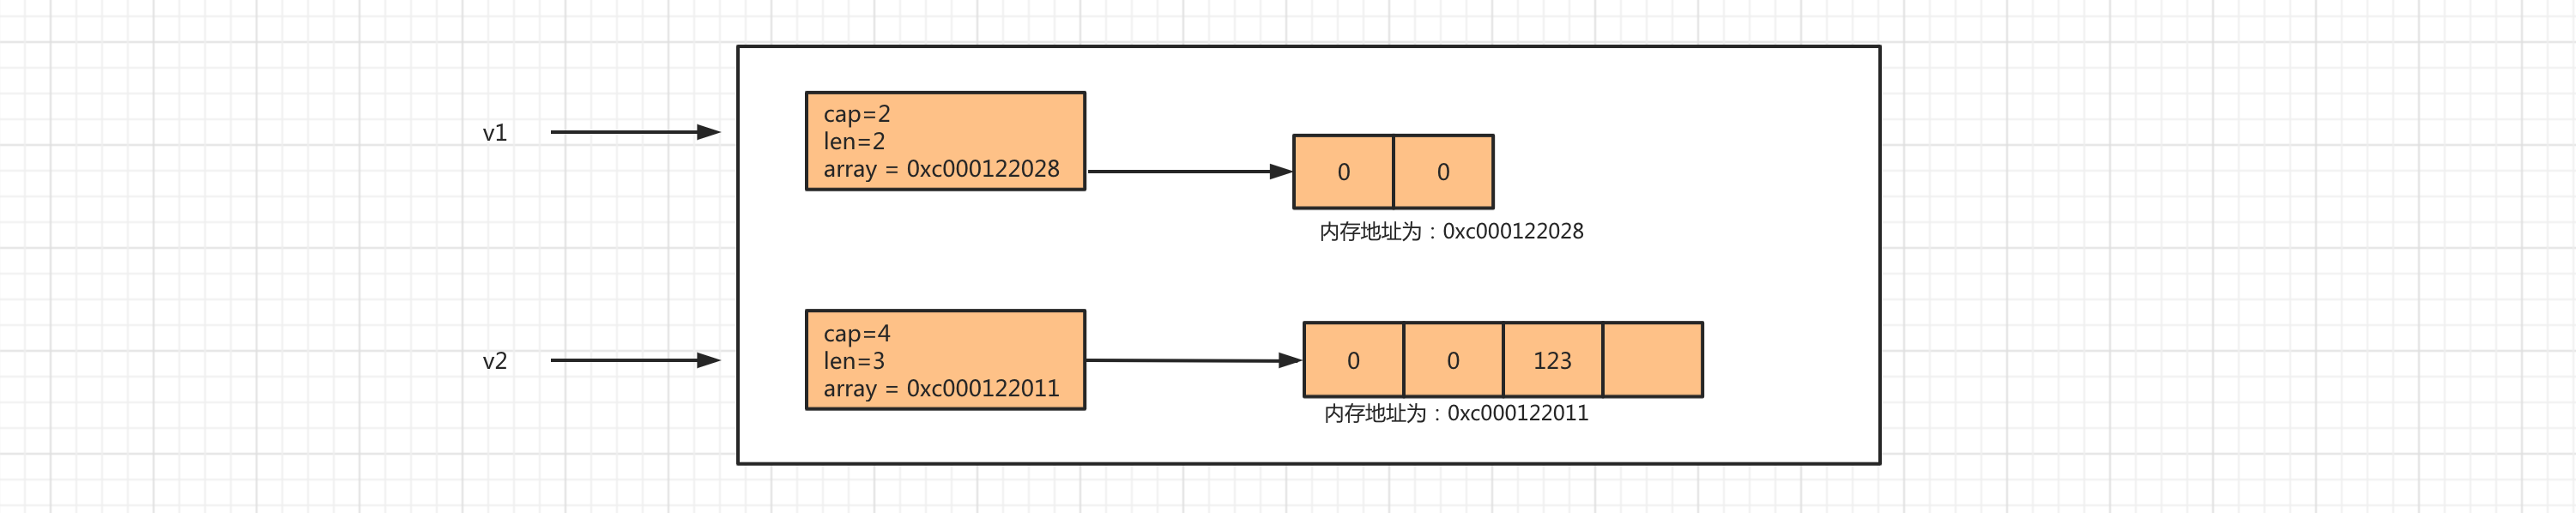 v1
cap=2
len=2
array = 0xc000122028
0
0
内存地址为：0xc000122028
v2
cap=4
len=3
array = 0xc000122011
0
0
123
内存地址为：0xc000122011